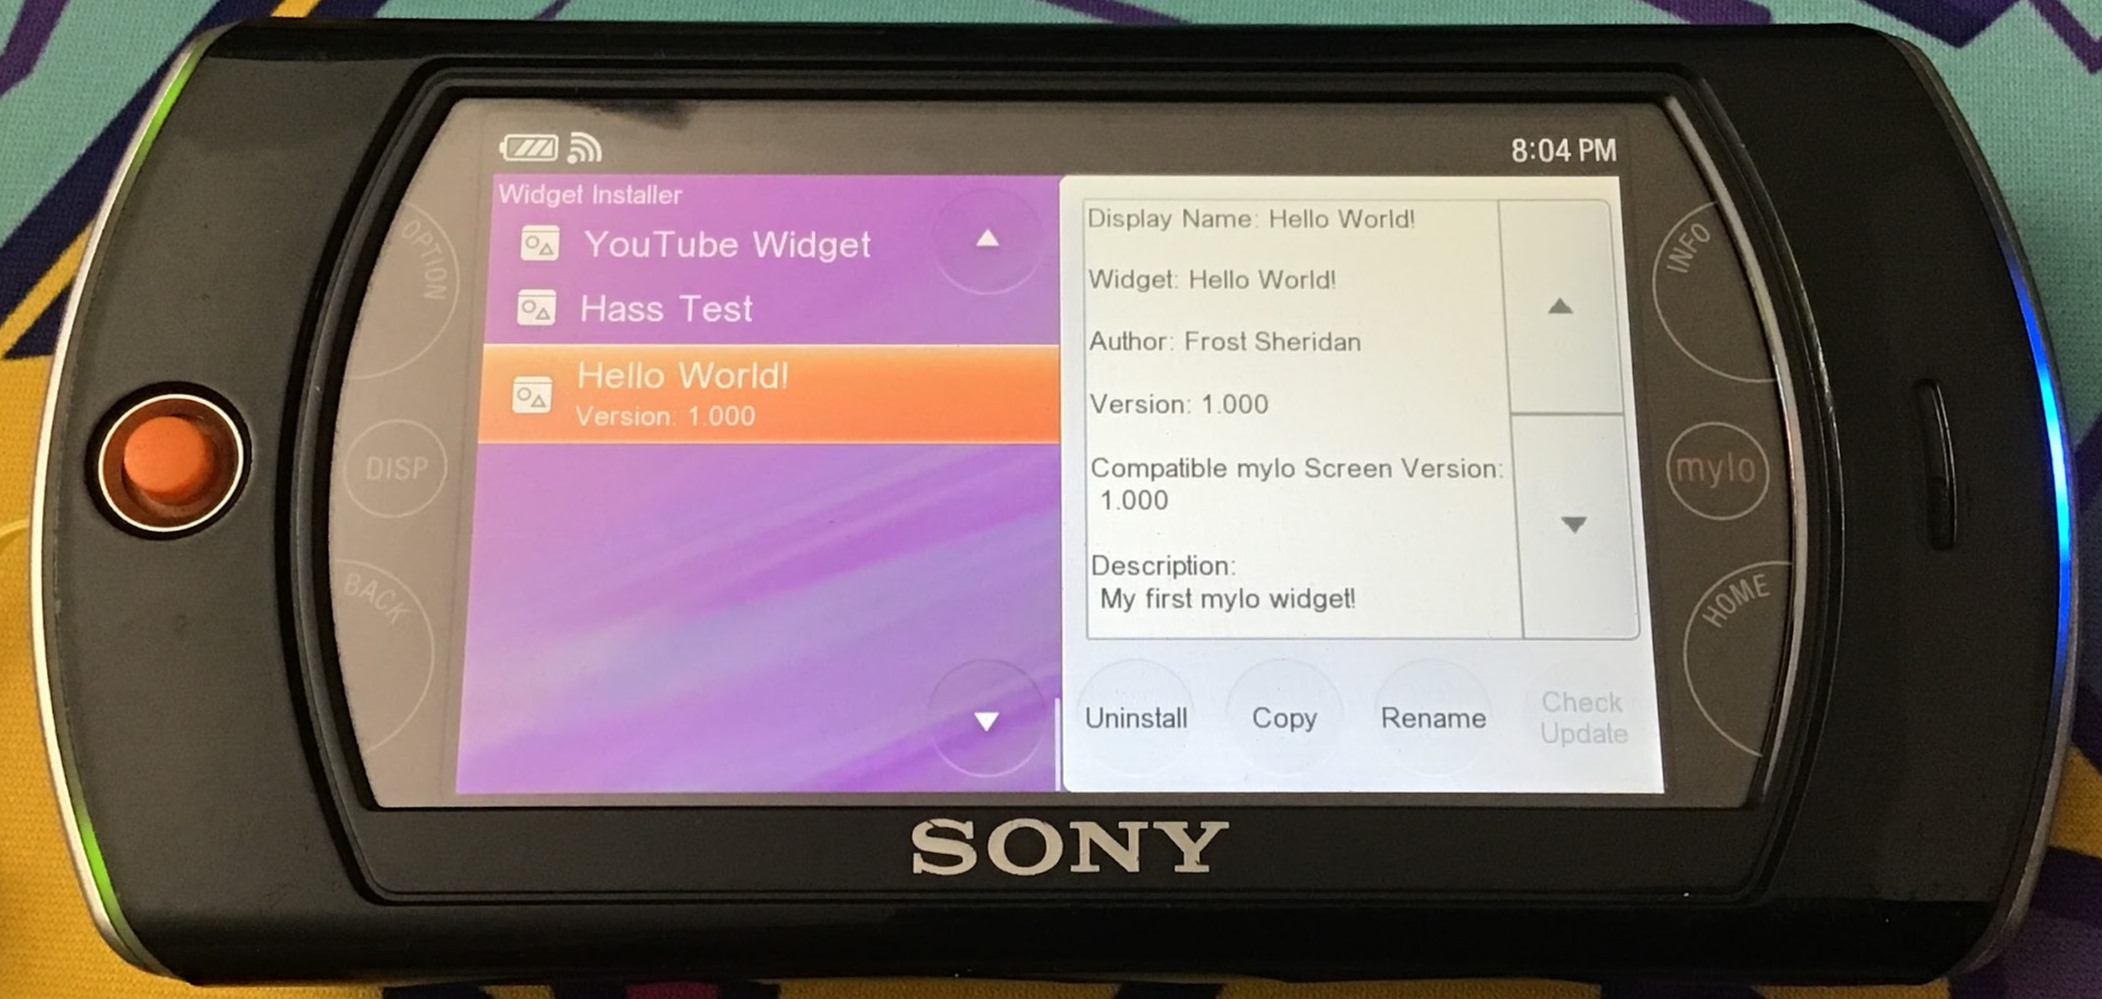 8:04 PM
Widget Installer
YouTube Widget
Hass Test
Hello World!
Version: 1.000
Display Name: Hello World!
Widget: Hello World!
Author: Frost Sheridan
Version: 1.000
Compatible mylo Screen Version:
1.000
Description:
My first mylo widget!
Uninstall
Copy
Rename
Check
Update
OPTION
DISP
BACK
INFO
mylo
HOME
SONY